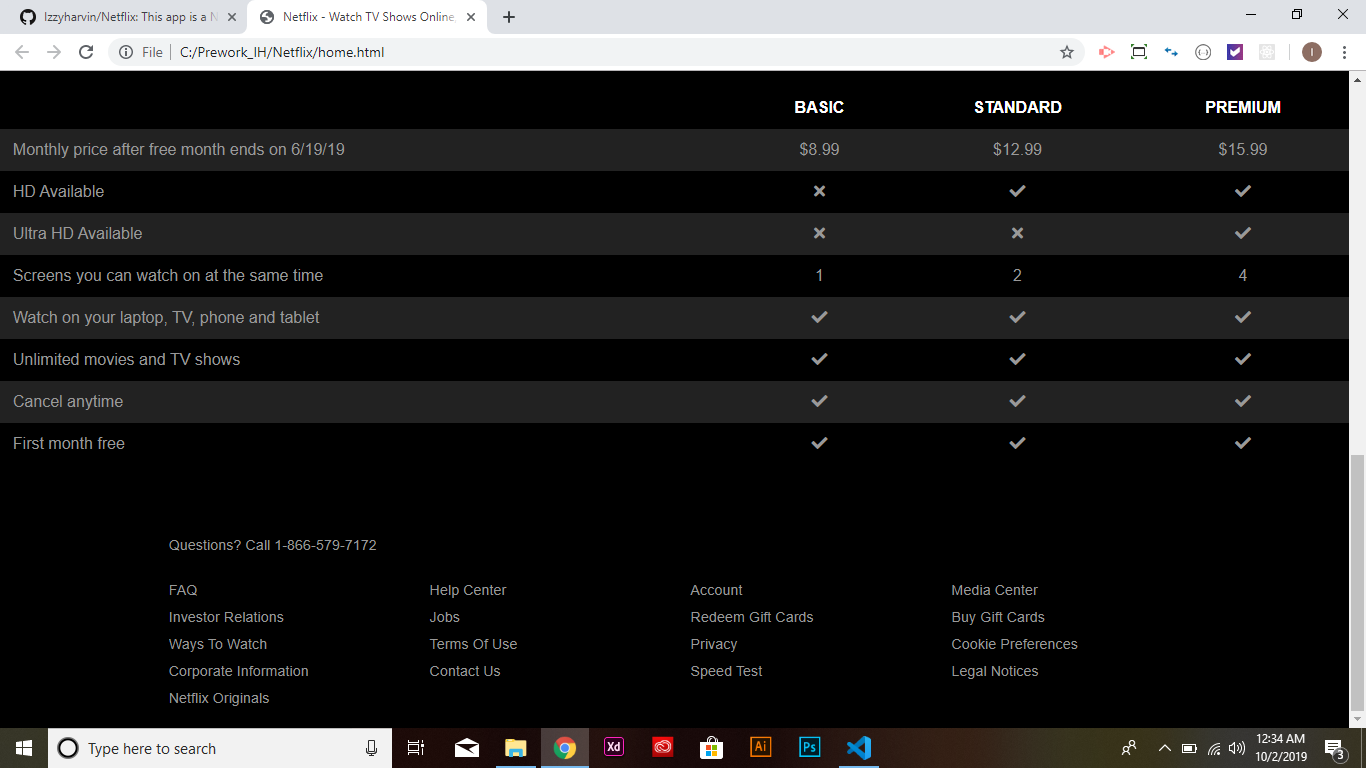 Izzyharvin/Netflix: This app is a N
Netflix - Watch TV Shows Online,
File C:/Prework_IH/Netflix/home.html
I
BASIC STANDARD PREMIUM
Monthly price after free month ends on 6/19/19 $8.99 $12.99 $15.99
HD Available
Ultra HD Available
Screens you can watch on at the same time 1 2 4
Watch on your laptop, TV, phone and tablet
Unlimited movies and TV shows
Cancel anytime
First month free
Questions? Call 1-866-579-7172
FAQ Help Center Account Media Center
Investor Relations Jobs Redeem Gift Cards Buy Gift Cards
Ways To Watch Terms Of Use Privacy Cookie Preferences
Corporate Information Contact Us Speed Test Legal Notices
Netflix Originals
Type here to search
Xd
Ai
Ps
12:34 AM
10/2/2019
3